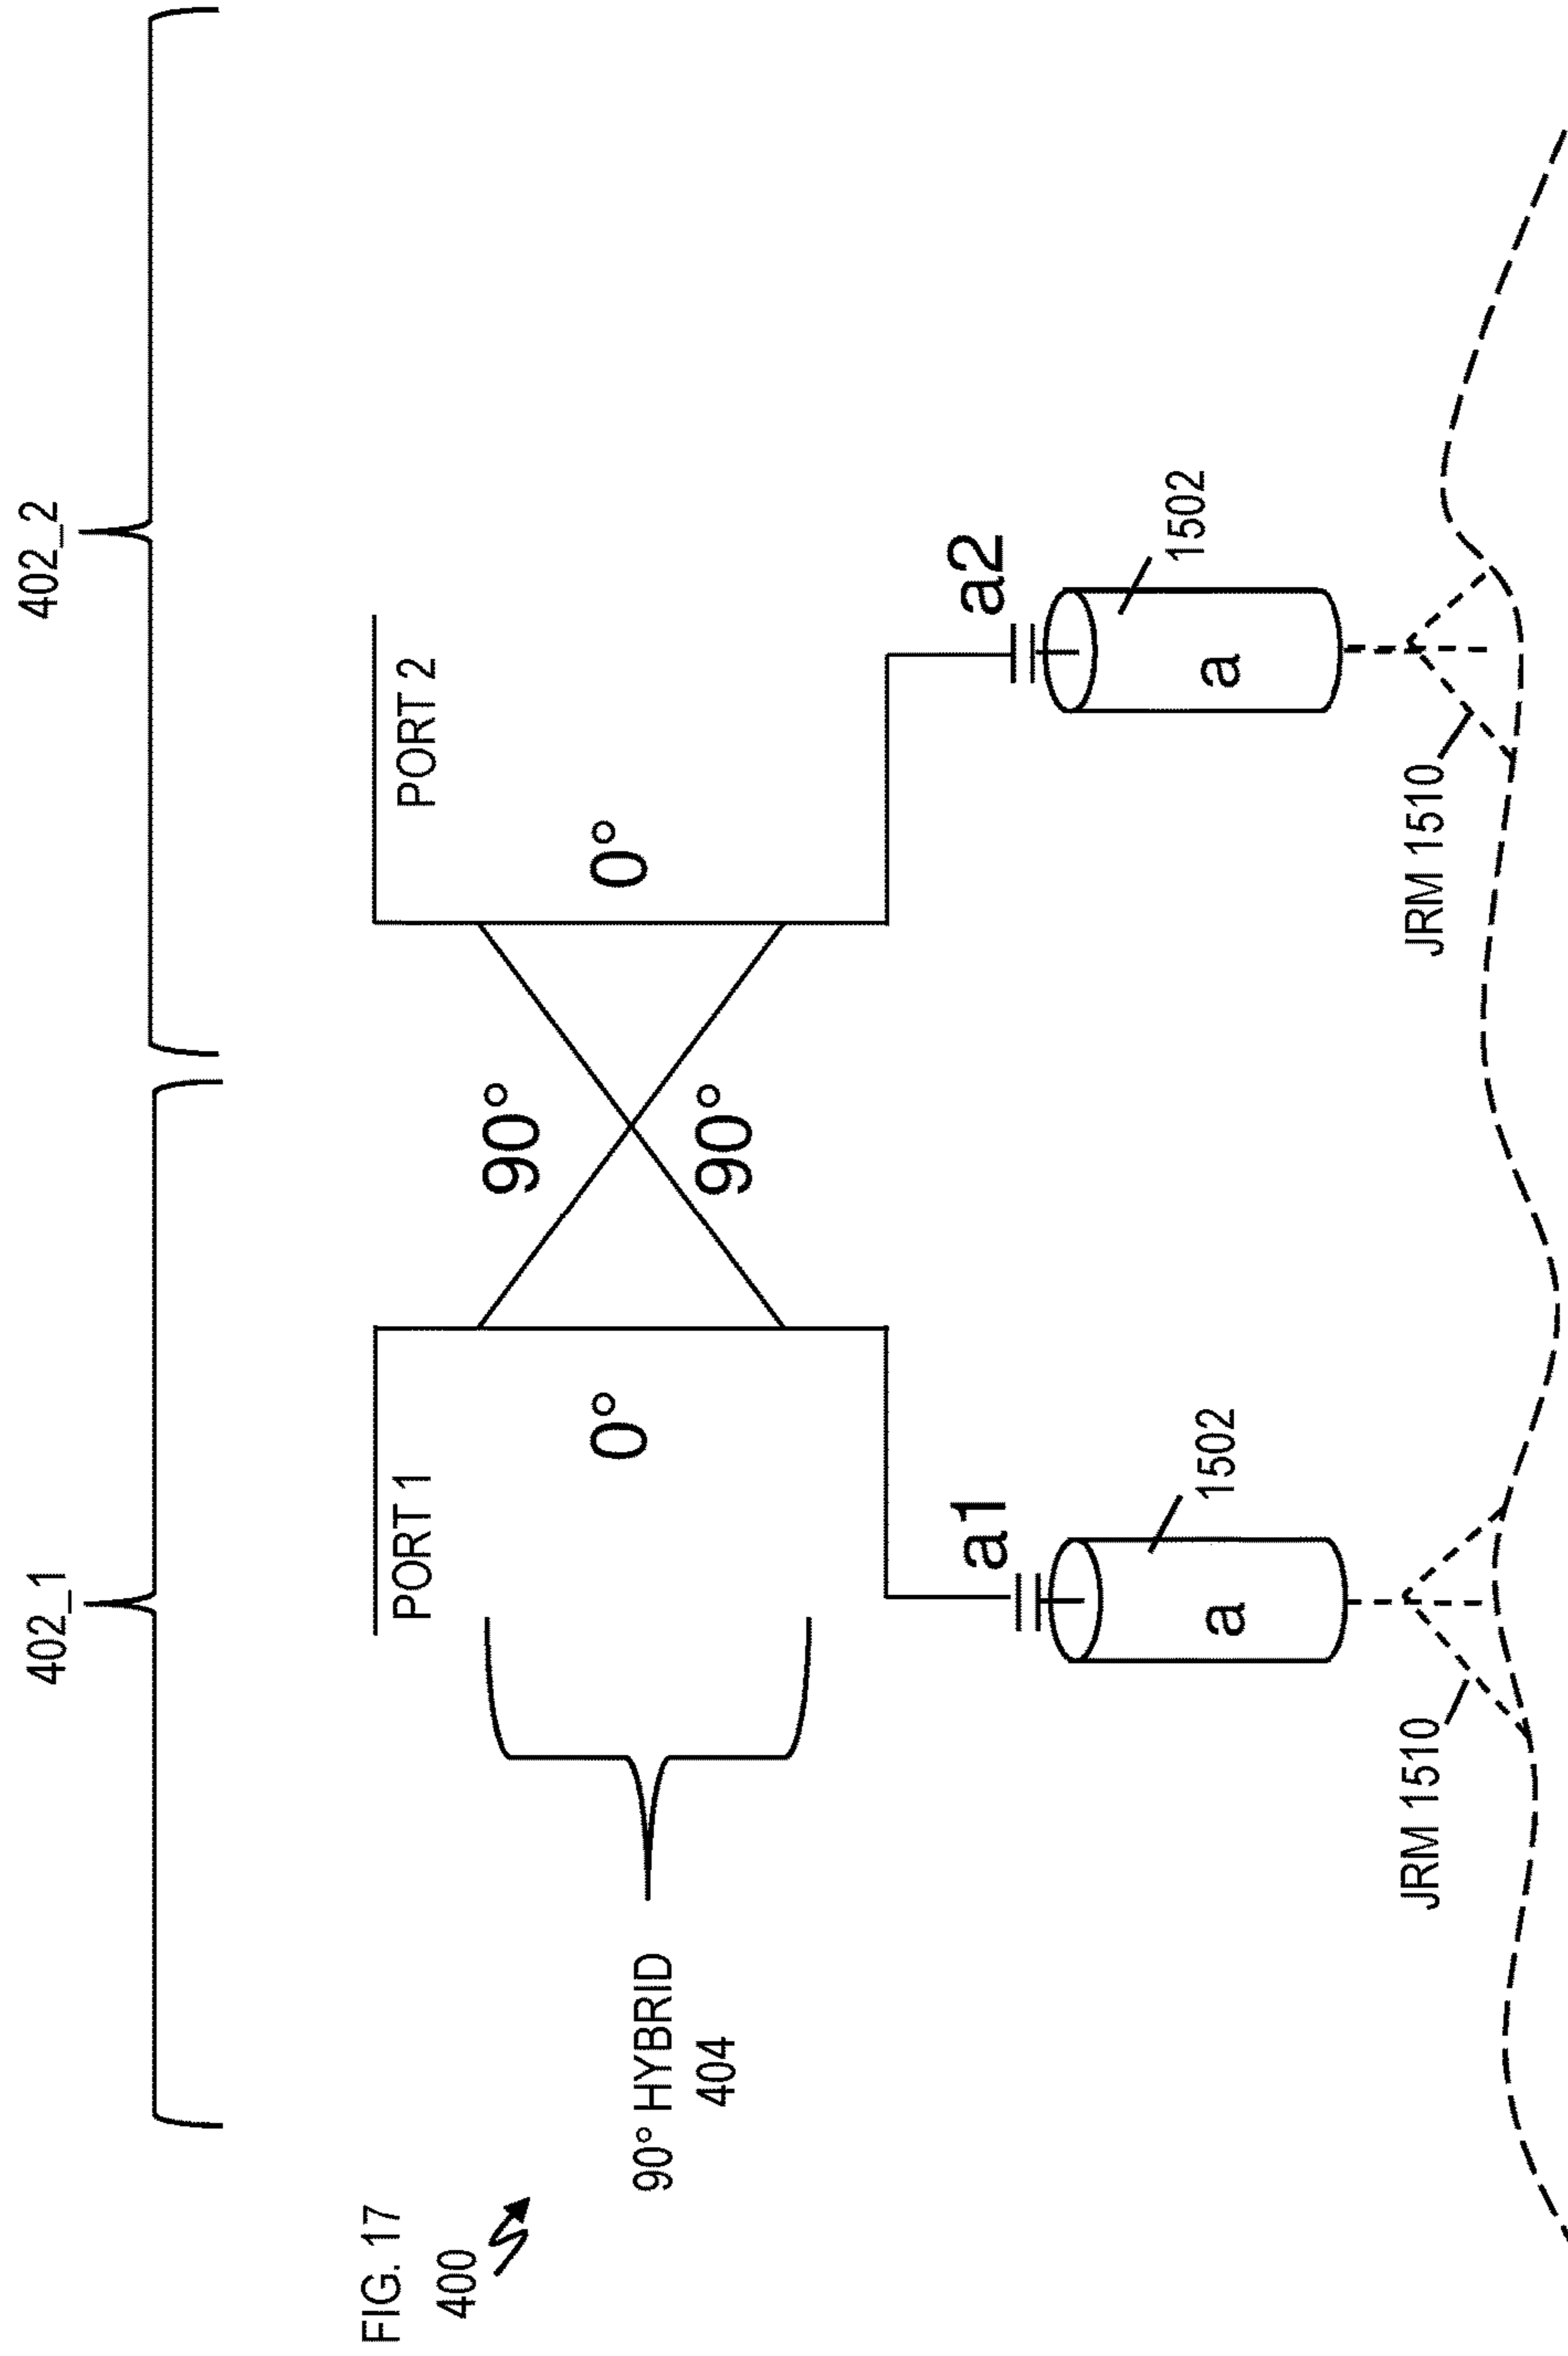 FIG. 17
400
402_1
402_2
PORT 1
PORT 2
90° HYBRID
404
0°
90°
90°
0°
a1
a2
1502
a
1502
a
JRM 1510
JRM 1510